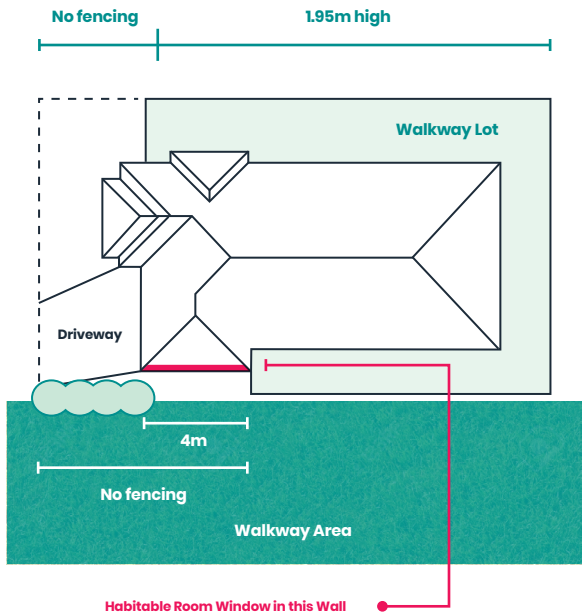 No fencing
1.95m high
Walkway Lot
Driveway
4m
No fencing
Walkway Area
Habitable Room Window in this Wall